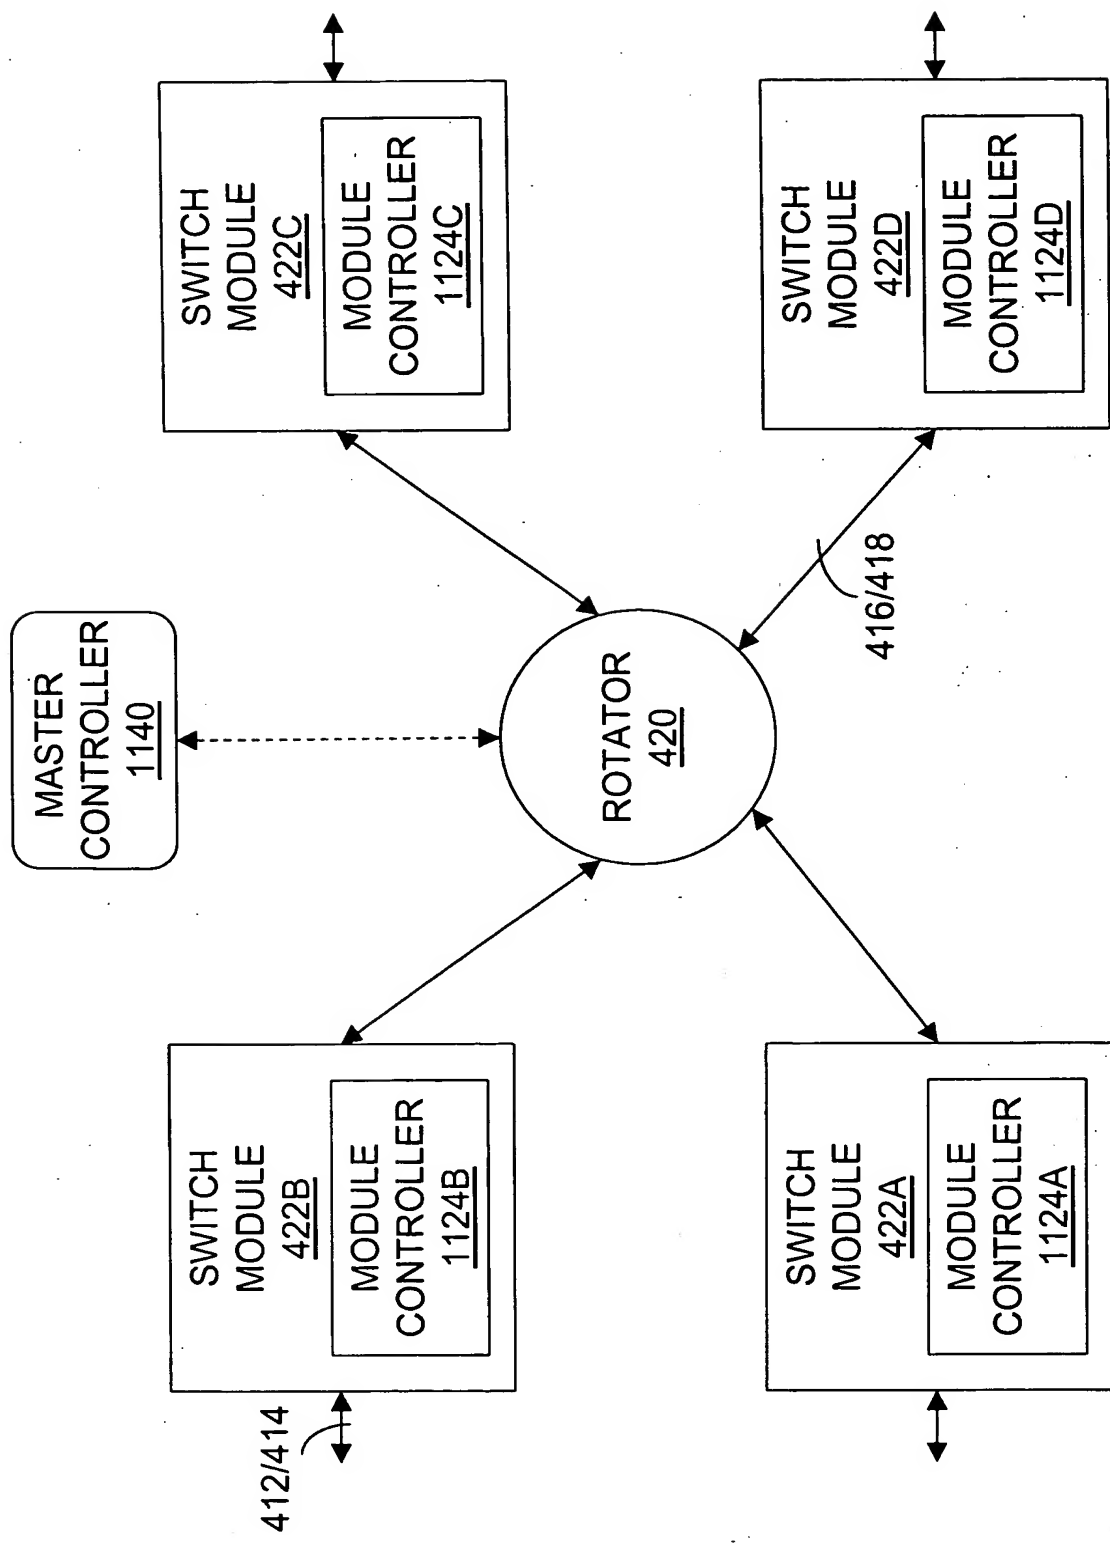 MASTER
CONTROLLER
1140
SWITCH
MODULE
422B
MODULE
CONTROLLER
1124B
412/414
SWITCH
MODULE
422C
MODULE
CONTROLLER
1124C
ROTATOR
420
416/418
SWITCH
MODULE
422A
MODULE
CONTROLLER
1124A
SWITCH
MODULE
422D
MODULE
CONTROLLER
1124D